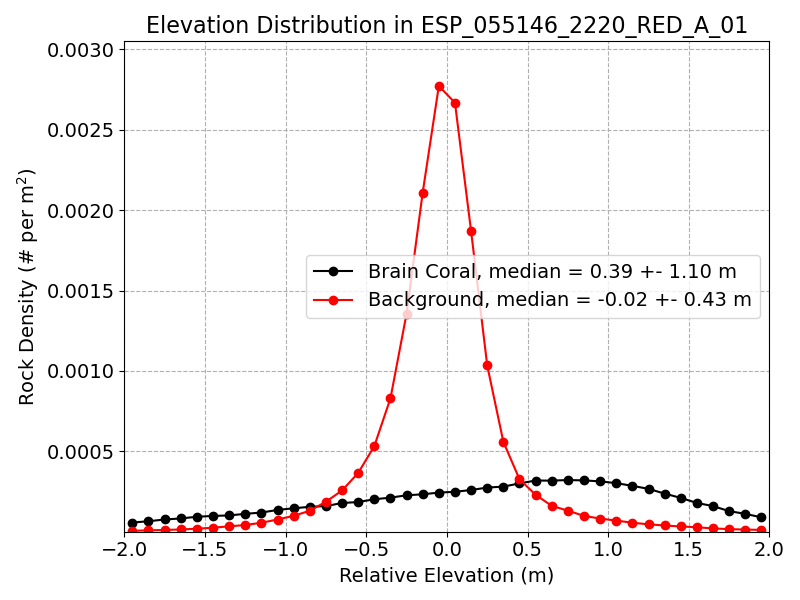 Elevation Distribution in ESP_055146_2220_RED_A_01
0.0030
0.0025
0.0020
0.0015
0.0010
0.0005
Rock Density (# per m²)
Brain Coral, median = 0.39 +- 1.10 m
Background, median = -0.02 +- 0.43 m
−2.0 −1.5 −1.0 −0.5 0.0 0.5 1.0 1.5 2.0
Relative Elevation (m)